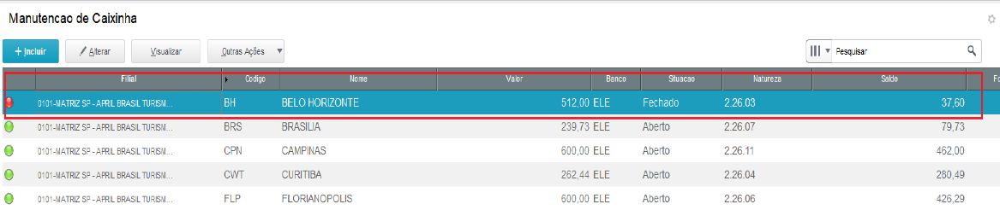 Manutencao de Caixinha
+ Incluir Alterar Visualizar Outras Ações Pesquisar
Filial Codigo Nome Valor Banco Situacao Natureza Saldo Fo
0101-MATRIZ SP - APRIL BRASIL TURISM... BH BELO HORIZONTE 512,00 ELE Fechado 2.26.03 37,60
0101-MATRIZ SP - APRIL BRASIL TURISM... BRS BRASILIA 239,73 ELE Aberto 2.26.07 79,73
0101-MATRIZ SP - APRIL BRASIL TURISM... CPN CAMPINAS 600,00 ELE Aberto 2.26.11 462,00
0101-MATRIZ SP - APRIL BRASIL TURISM... CWT CURITIBA 262,44 ELE Aberto 2.26.04 280,49
0101-MATRIZ SP - APRIL BRASIL TURISM... FLP FLORIANOPOLIS 600,00 ELE Aberto 2.26.06 426,29